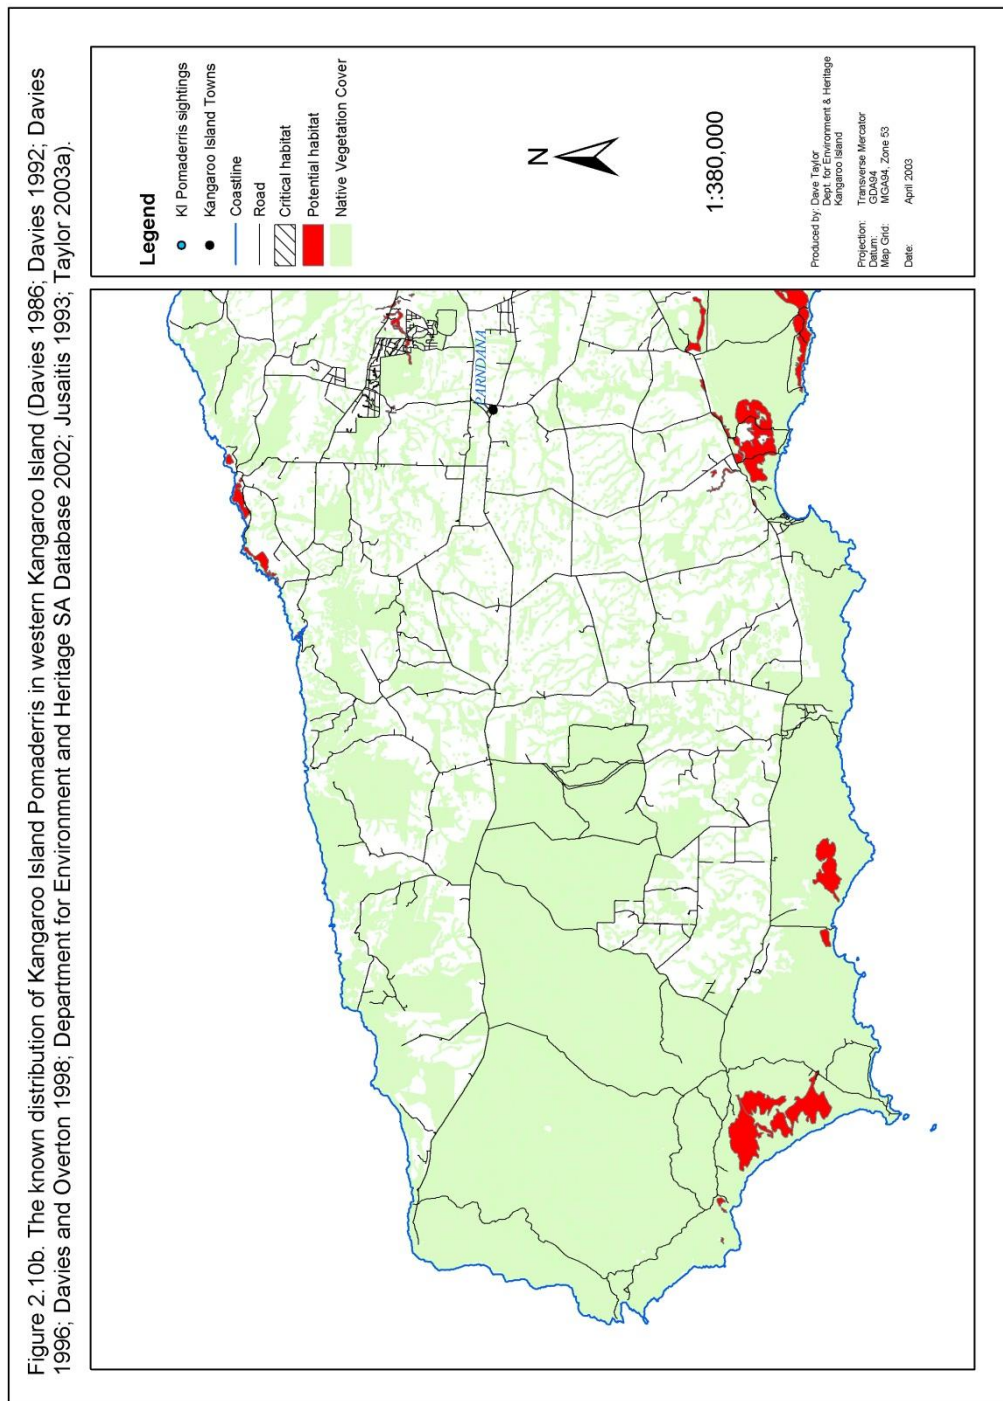 Figure 2.10b. The known distribution of Kangaroo Island Pomaderris in western Kangaroo Island (Davies 1986; Davies 1992; Davies
1996; Davies and Overton 1998; Department for Environment and Heritage SA Database 2002; Jusaitis 1993; Taylor 2003a).
Legend
KI Pomaderris sightings
Kangaroo Island Towns
Coastline
Road
Critical habitat
Potential habitat
Native Vegetation Cover
N
1:380,000
Produced by: Dave Taylor
Dept. for Environment & Heritage
Kangaroo Island
Projection: Transverse Mercator
Datum: GDA94
Map Grid: MGA94, Zone 53
Date: April 2003
PARNDANA